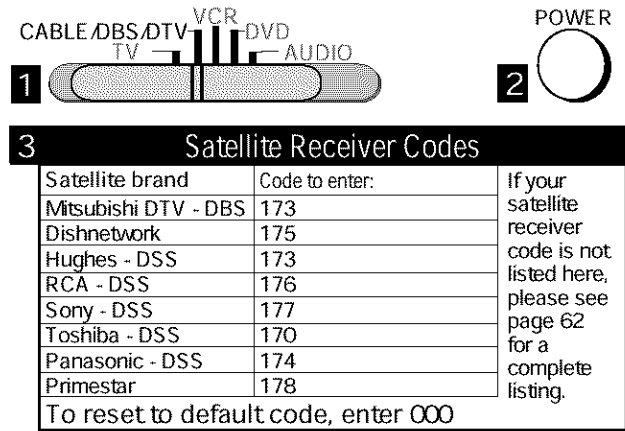 VCR
CABLE/DBS/DTV DVD
TV AUDIO
1
POWER
2
3 Satellite Receiver Codes
Satellite brand Code to enter:
Mitsubishi DTV - DBS 173
Dishnetwork 175
Hughes - DSS 173
RCA - DSS 176
Sony - DSS 177
Toshiba - DSS 170
Panasonic - DSS 174
Primestar 178
If your
satellite
receiver
code is not
listed here,
please see
page 62
for a
complete
listing.
To reset to default code, enter 000